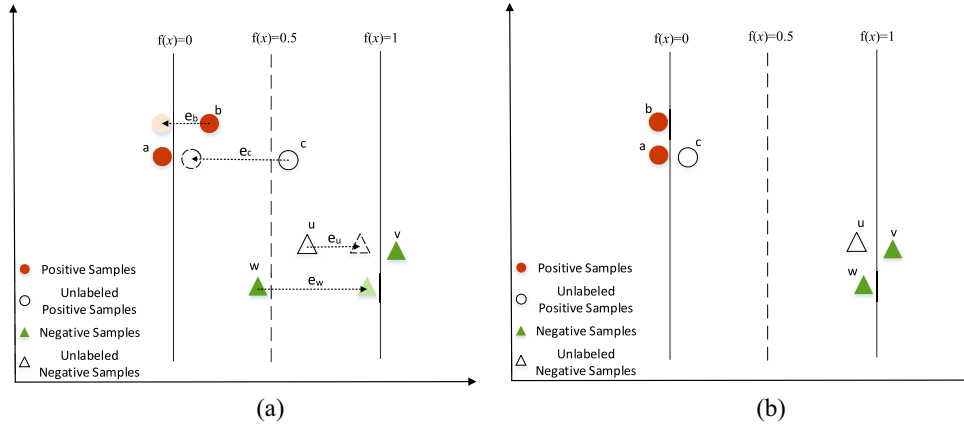 f(x)=0
f(x)=0.5
f(x)=1
b
e_b
a
e_c
c
u
e_u
v
w
e_w
Positive Samples
Unlabeled
Positive Samples
Negative Samples
Unlabeled
Negative Samples
(a)
f(x)=0
f(x)=0.5
f(x)=1
b
a
c
u
v
w
Positive Samples
Unlabeled
Positive Samples
Negative Samples
Unlabeled
Negative Samples
(b)